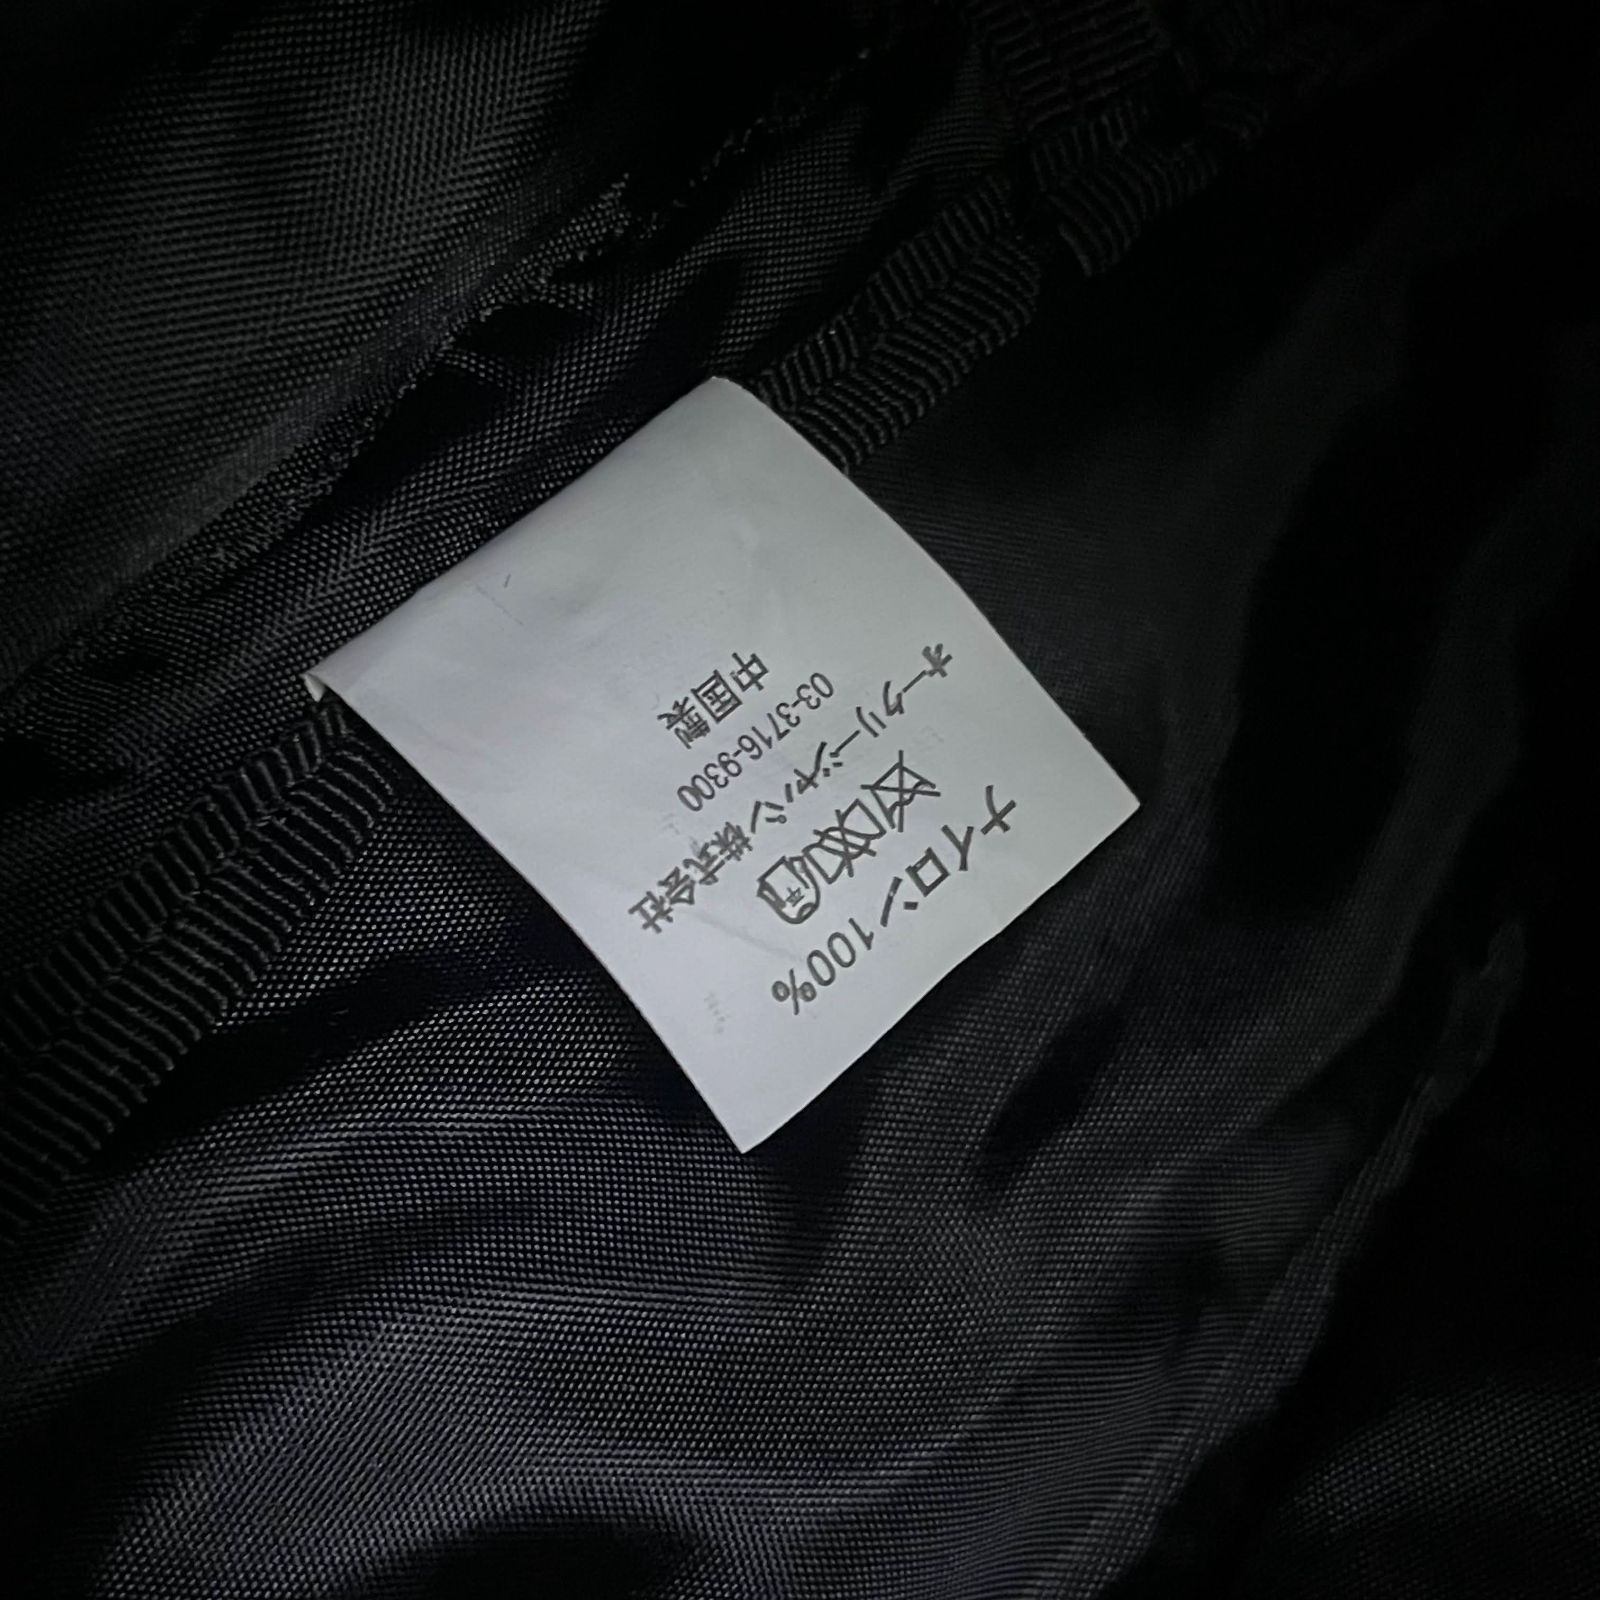 ナイロン100%
オークリージャパン株式会社
03-3716-9300
中国製